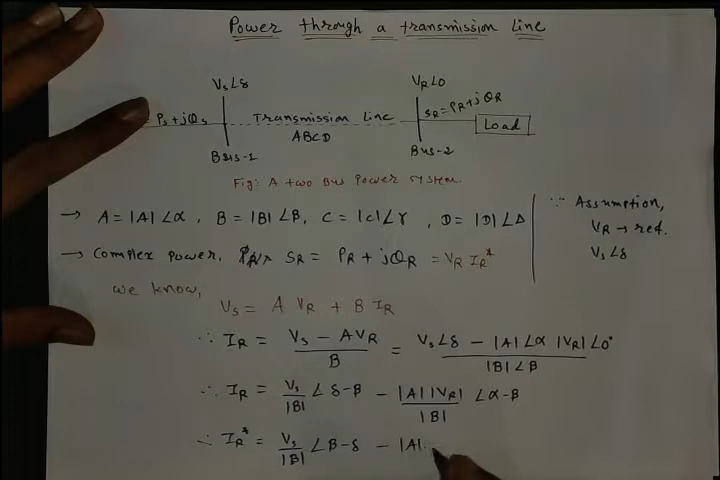 Power through a transmission Line
Vs∠δ
VR∠0
= Ps+jQs
Transmission Line
SR = PR+jQR
Load
ABCD
Bus-1
Bus-2
Fig: A two Bus Power system
→ A = |A|∠α, B = |B|∠β, C = |C|∠γ, D = |D|∠Δ
∵ Assumption,
VR → ref.
Vs∠δ
→ Complex power, SR = PR + jQR = VR IR*
we know,
Vs = A VR + B IR
∴ IR = (Vs - AVR)/B = (Vs∠δ - |A|∠α |VR|∠0°)/(|B|∠β)
∴ IR = Vs/|B| ∠δ-β - |A||VR|/|B| ∠α-β
∴ IR* = Vs/|B| ∠β-δ - |A|